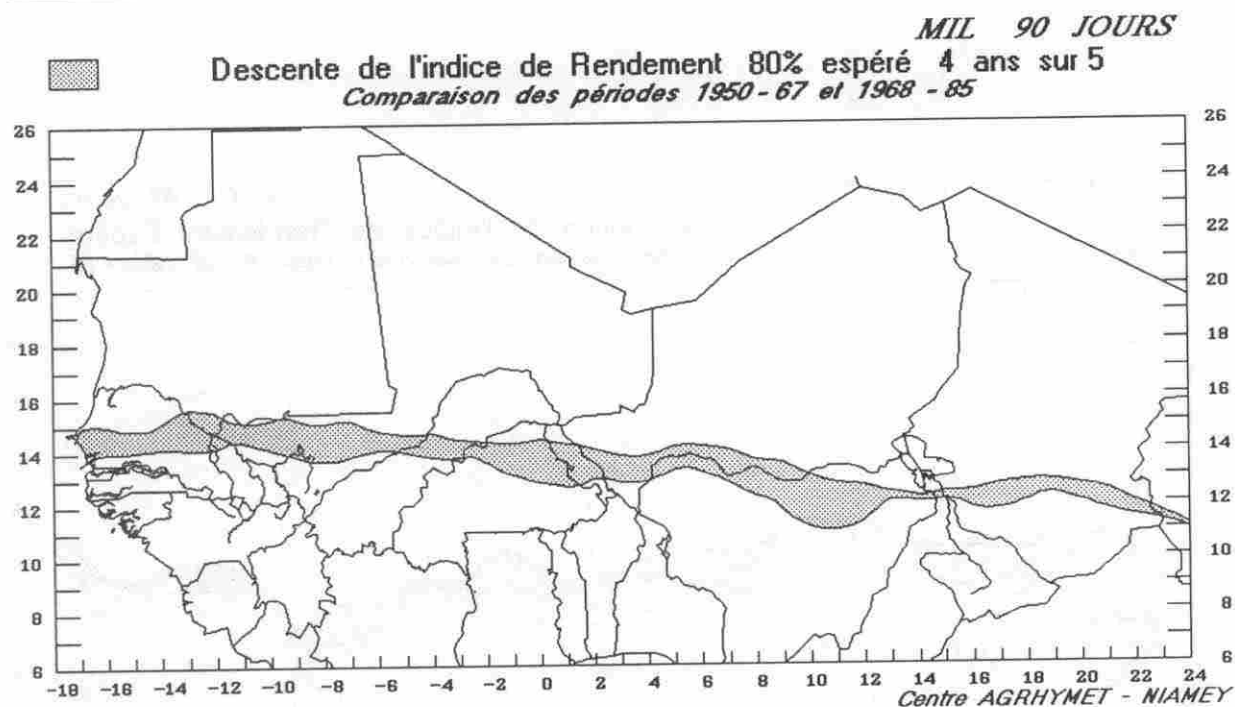 MIL 90 JOURS
Descente de l'indice de Rendement 80% espéré 4 ans sur 5
Comparaison des périodes 1950-67 et 1968-85
26 26
24 24
22 22
20 20
18 18
16 16
14 14
12 12
10 10
8 8
6 6
-18 -16 -14 -12 -10 -8 -6 -4 -2 0 2 4 6 8 10 12 14 16 18 20 22 24
Centre AGRHYMET - NIAMEY